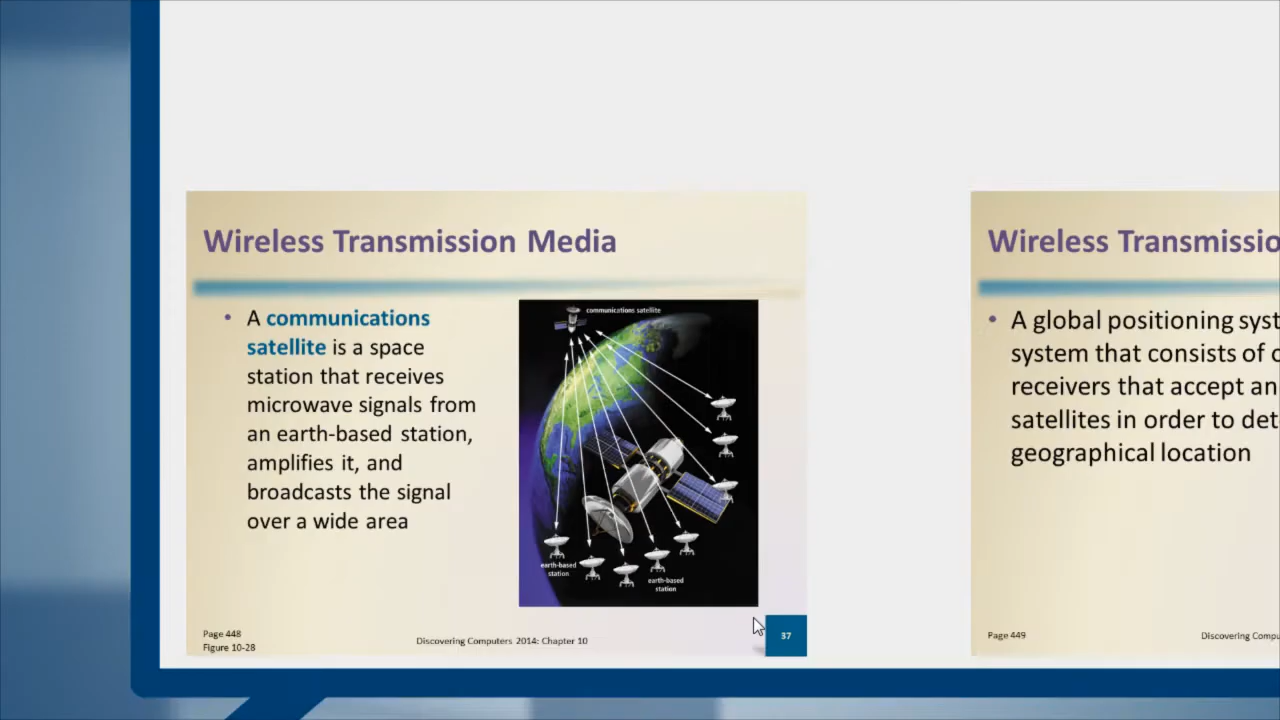 Wireless Transmission Media
• A communications
satellite is a space
station that receives
microwave signals from
an earth-based station,
amplifies it, and
broadcasts the signal
over a wide area
communications satellite
earth-based
station
earth-based
station
Page 448
Figure 10-28
Discovering Computers 2014: Chapter 10
37
Wireless Transmissio
• A global positioning syst
system that consists of
receivers that accept an
satellites in order to det
geographical location
Page 449
Discovering Compu